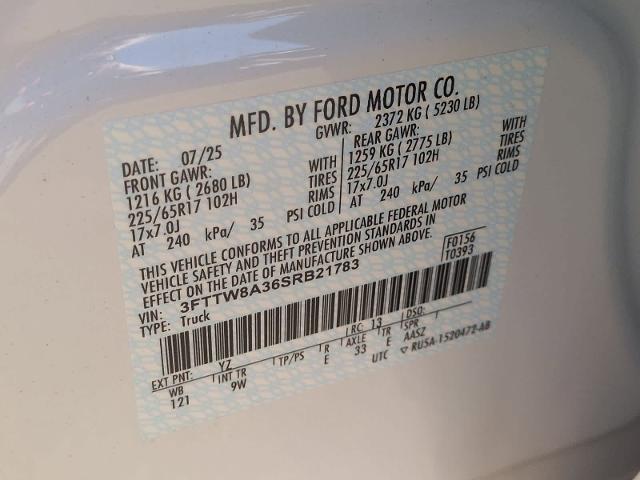 MFD. BY FORD MOTOR CO.
DATE: 07/25 GVWR: 2372 KG ( 5230 LB)
FRONT GAWR: WITH REAR GAWR: WITH
1216 KG ( 2680 LB) TIRES 1259 KG ( 2775 LB) TIRES
225/65R17 102H RIMS 225/65R17 102H RIMS
17x7.0J PSI COLD 17x7.0J PSI COLD
AT 240 kPa/ 35 AT 240 kPa/ 35
THIS VEHICLE CONFORMS TO ALL APPLICABLE FEDERAL MOTOR
VEHICLE SAFETY AND THEFT PREVENTION STANDARDS IN
EFFECT ON THE DATE OF MANUFACTURE SHOWN ABOVE.
VIN: 3FTTW8A36SRB21783 F0156
TYPE: Truck T0393
EXT PNT: YZ RC: 13 DSO:
WB INT TR TP/PS R AXLE TR SPR
121 9W E 33 E AASZ
UTC ▽ RUSA-1520472-AB